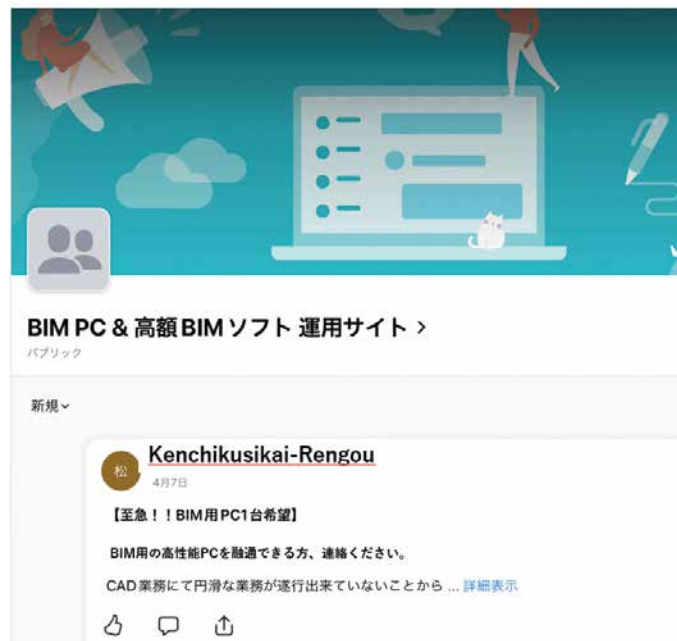 BIM PC & 高額BIMソフト 運用サイト >
パブリック
新規
松
Kenchikusikai-Rengou
4月7日
【至急！！BIM用PC1台希望】
BIM用の高性能PCを融通できる方、連絡ください。
CAD業務にて円滑な業務が遂行出来ていないことから ... 詳細表示